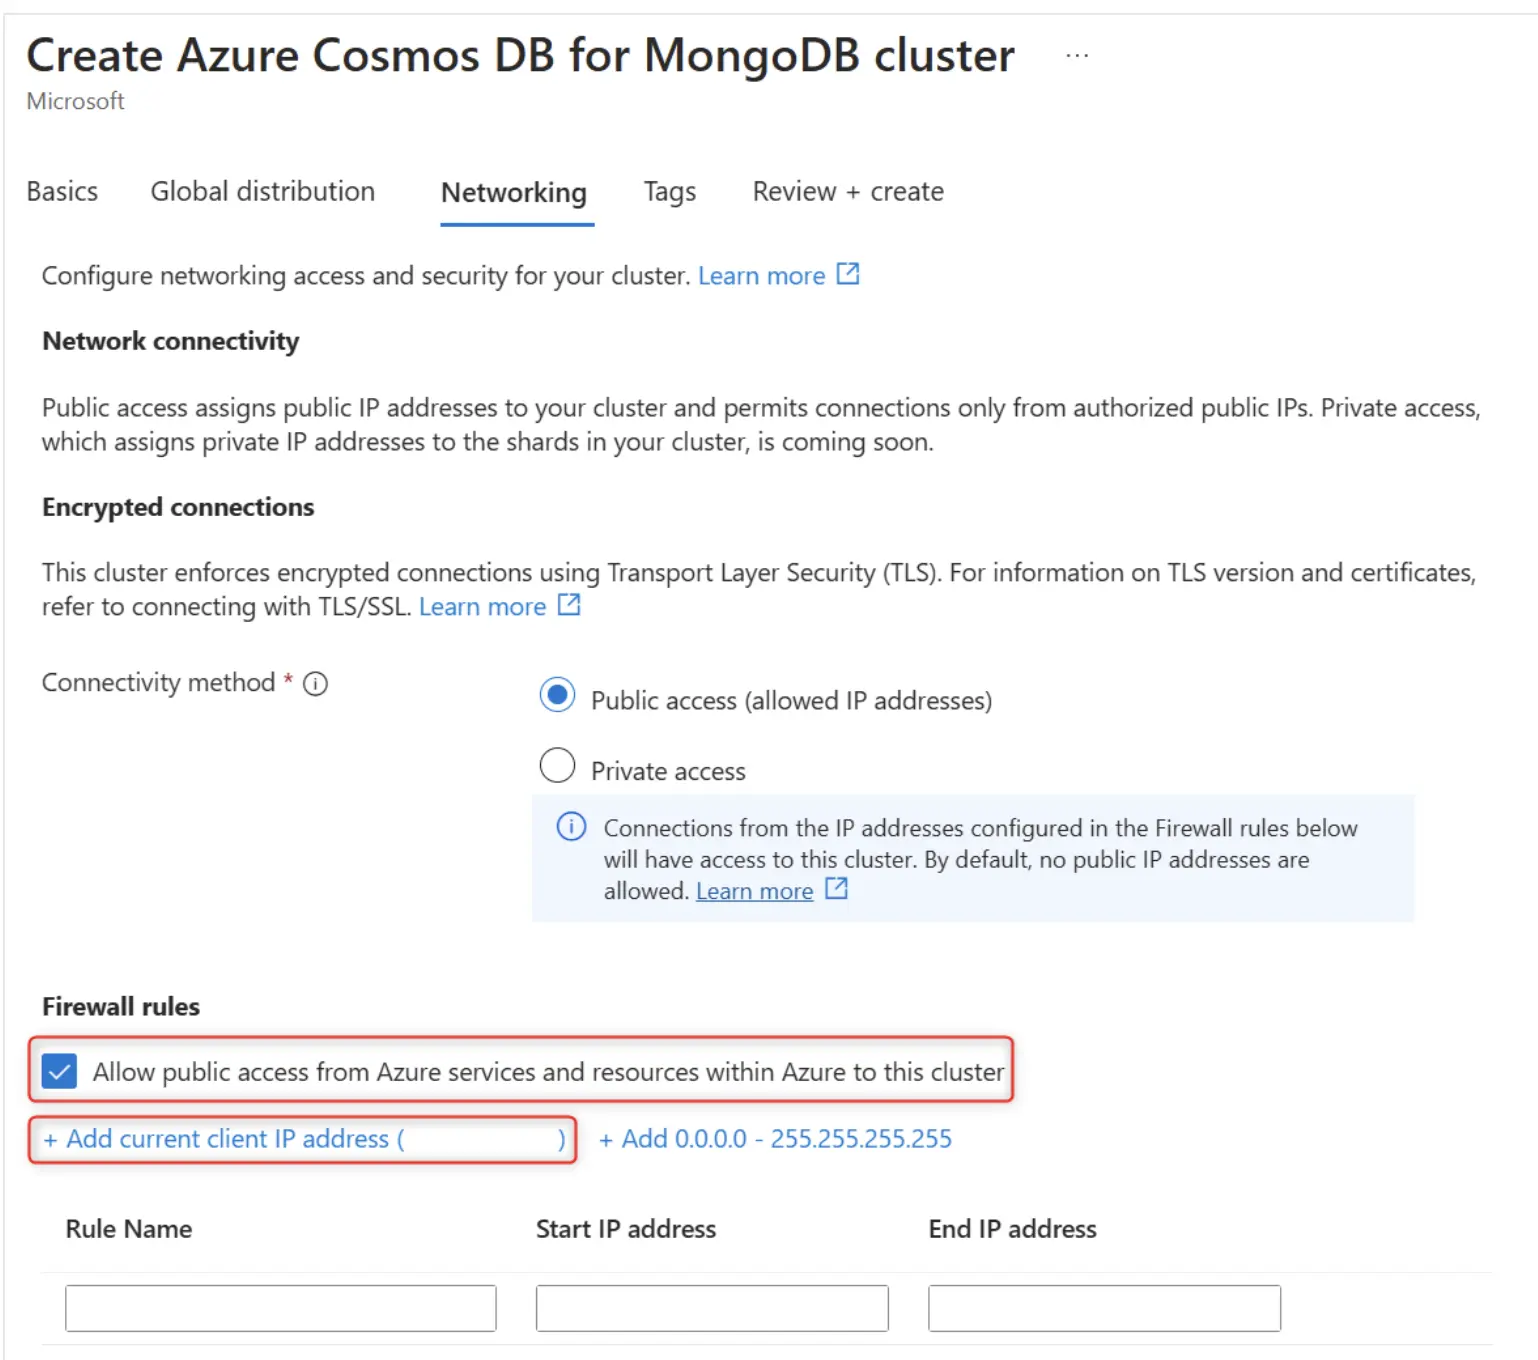 Create Azure Cosmos DB for MongoDB cluster ...
Microsoft
Basics Global distribution Networking Tags Review + create
Configure networking access and security for your cluster. Learn more
Network connectivity
Public access assigns public IP addresses to your cluster and permits connections only from authorized public IPs. Private access,
which assigns private IP addresses to the shards in your cluster, is coming soon.
Encrypted connections
This cluster enforces encrypted connections using Transport Layer Security (TLS). For information on TLS version and certificates,
refer to connecting with TLS/SSL. Learn more
Connectivity method *
Public access (allowed IP addresses)
Private access
Connections from the IP addresses configured in the Firewall rules below
will have access to this cluster. By default, no public IP addresses are
allowed. Learn more
Firewall rules
Allow public access from Azure services and resources within Azure to this cluster
+ Add current client IP address ( ) + Add 0.0.0.0 - 255.255.255.255
Rule Name Start IP address End IP address